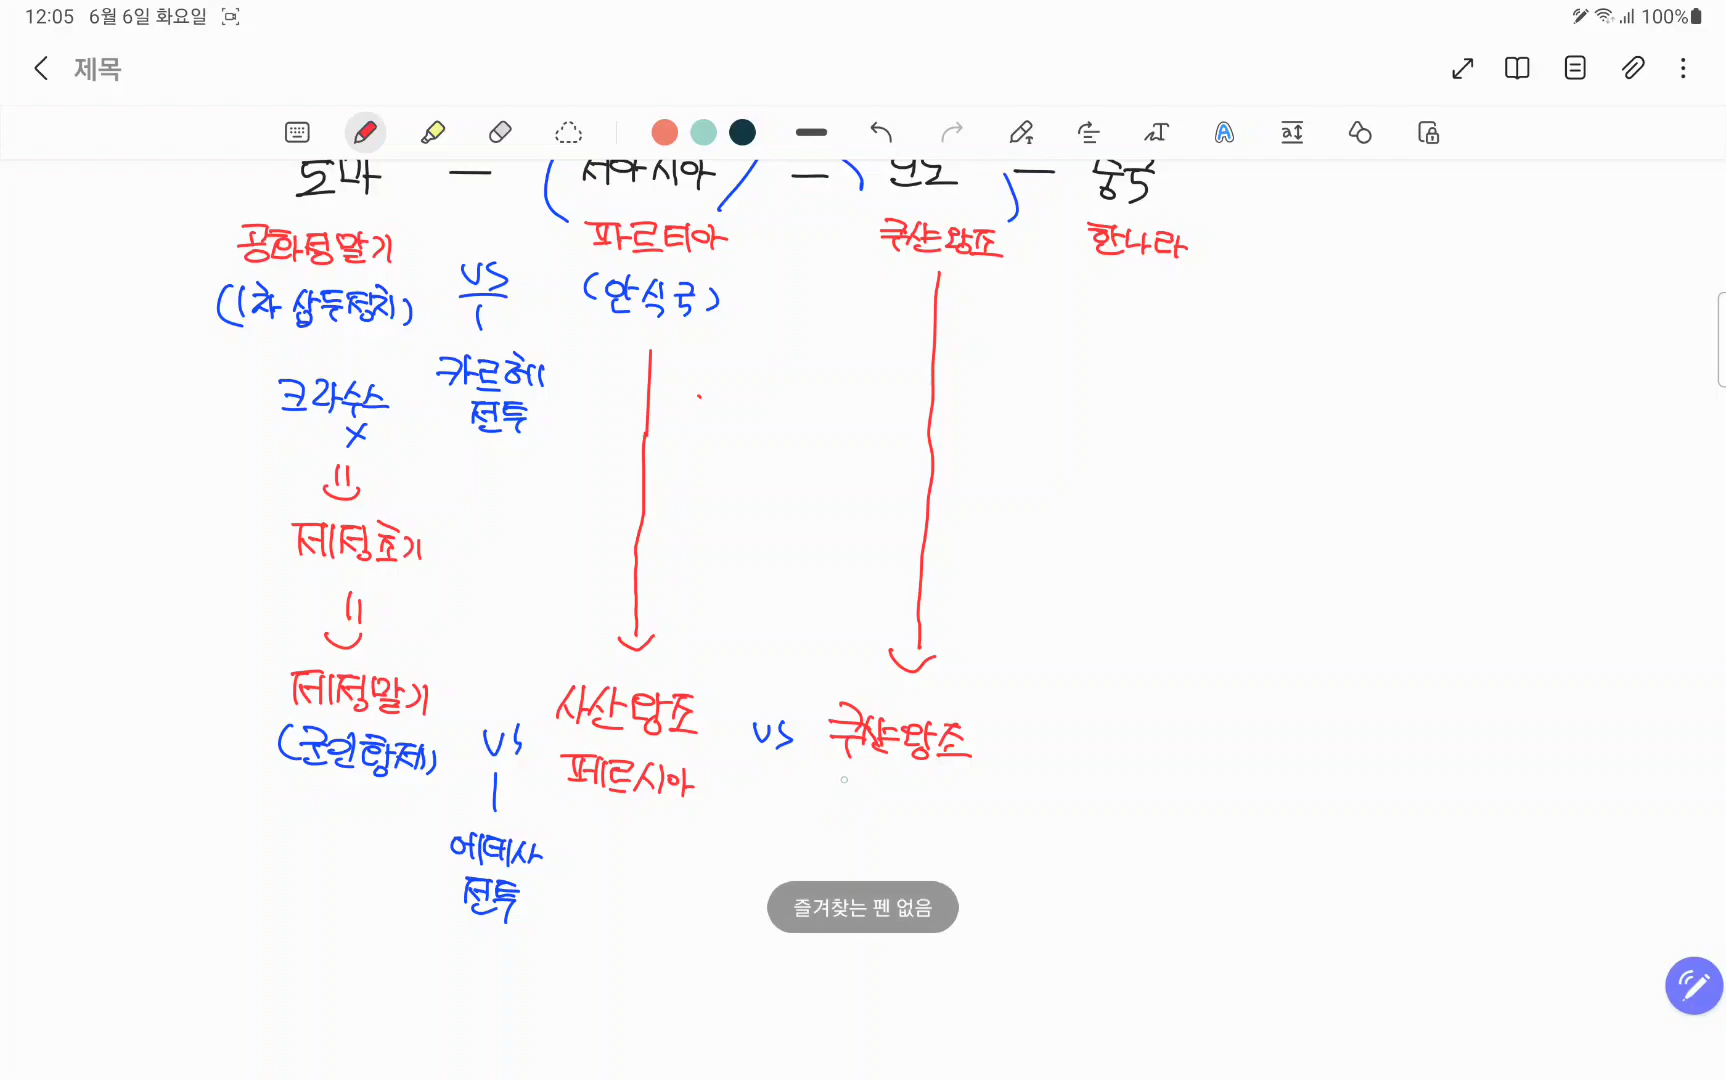 12:05 6월 6일 화요일 100%
제목
로마 — 서아시아 — 인도 — 중국
공화정말기 파르티아 쿠샨왕조 한나라
(1차 삼두정치) VS (안식국)
카르헤
전투
크라수스
X
제정초기
제정말기 사산왕조 VS 쿠샨왕조
(군인황제) VS 페르시아
에데사
전투
즐겨찾는 펜 없음